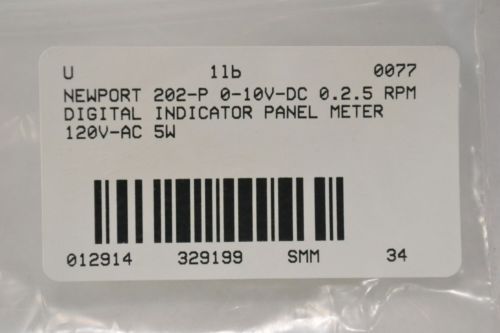 U 1lb 0077
NEWPORT 202-P 0-10V-DC 0.2.5 RPM
DIGITAL INDICATOR PANEL METER
120V-AC 5W
012914 329199 SMM 34